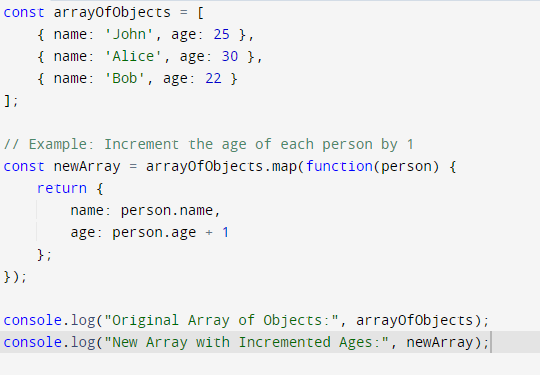 const arrayOfObjects = [
    { name: 'John', age: 25 },
    { name: 'Alice', age: 30 },
    { name: 'Bob', age: 22 }
];

// Example: Increment the age of each person by 1
const newArray = arrayOfObjects.map(function(person) {
    return {
        name: person.name,
        age: person.age + 1
    };
});

console.log("Original Array of Objects:", arrayOfObjects);
console.log("New Array with Incremented Ages:", newArray);